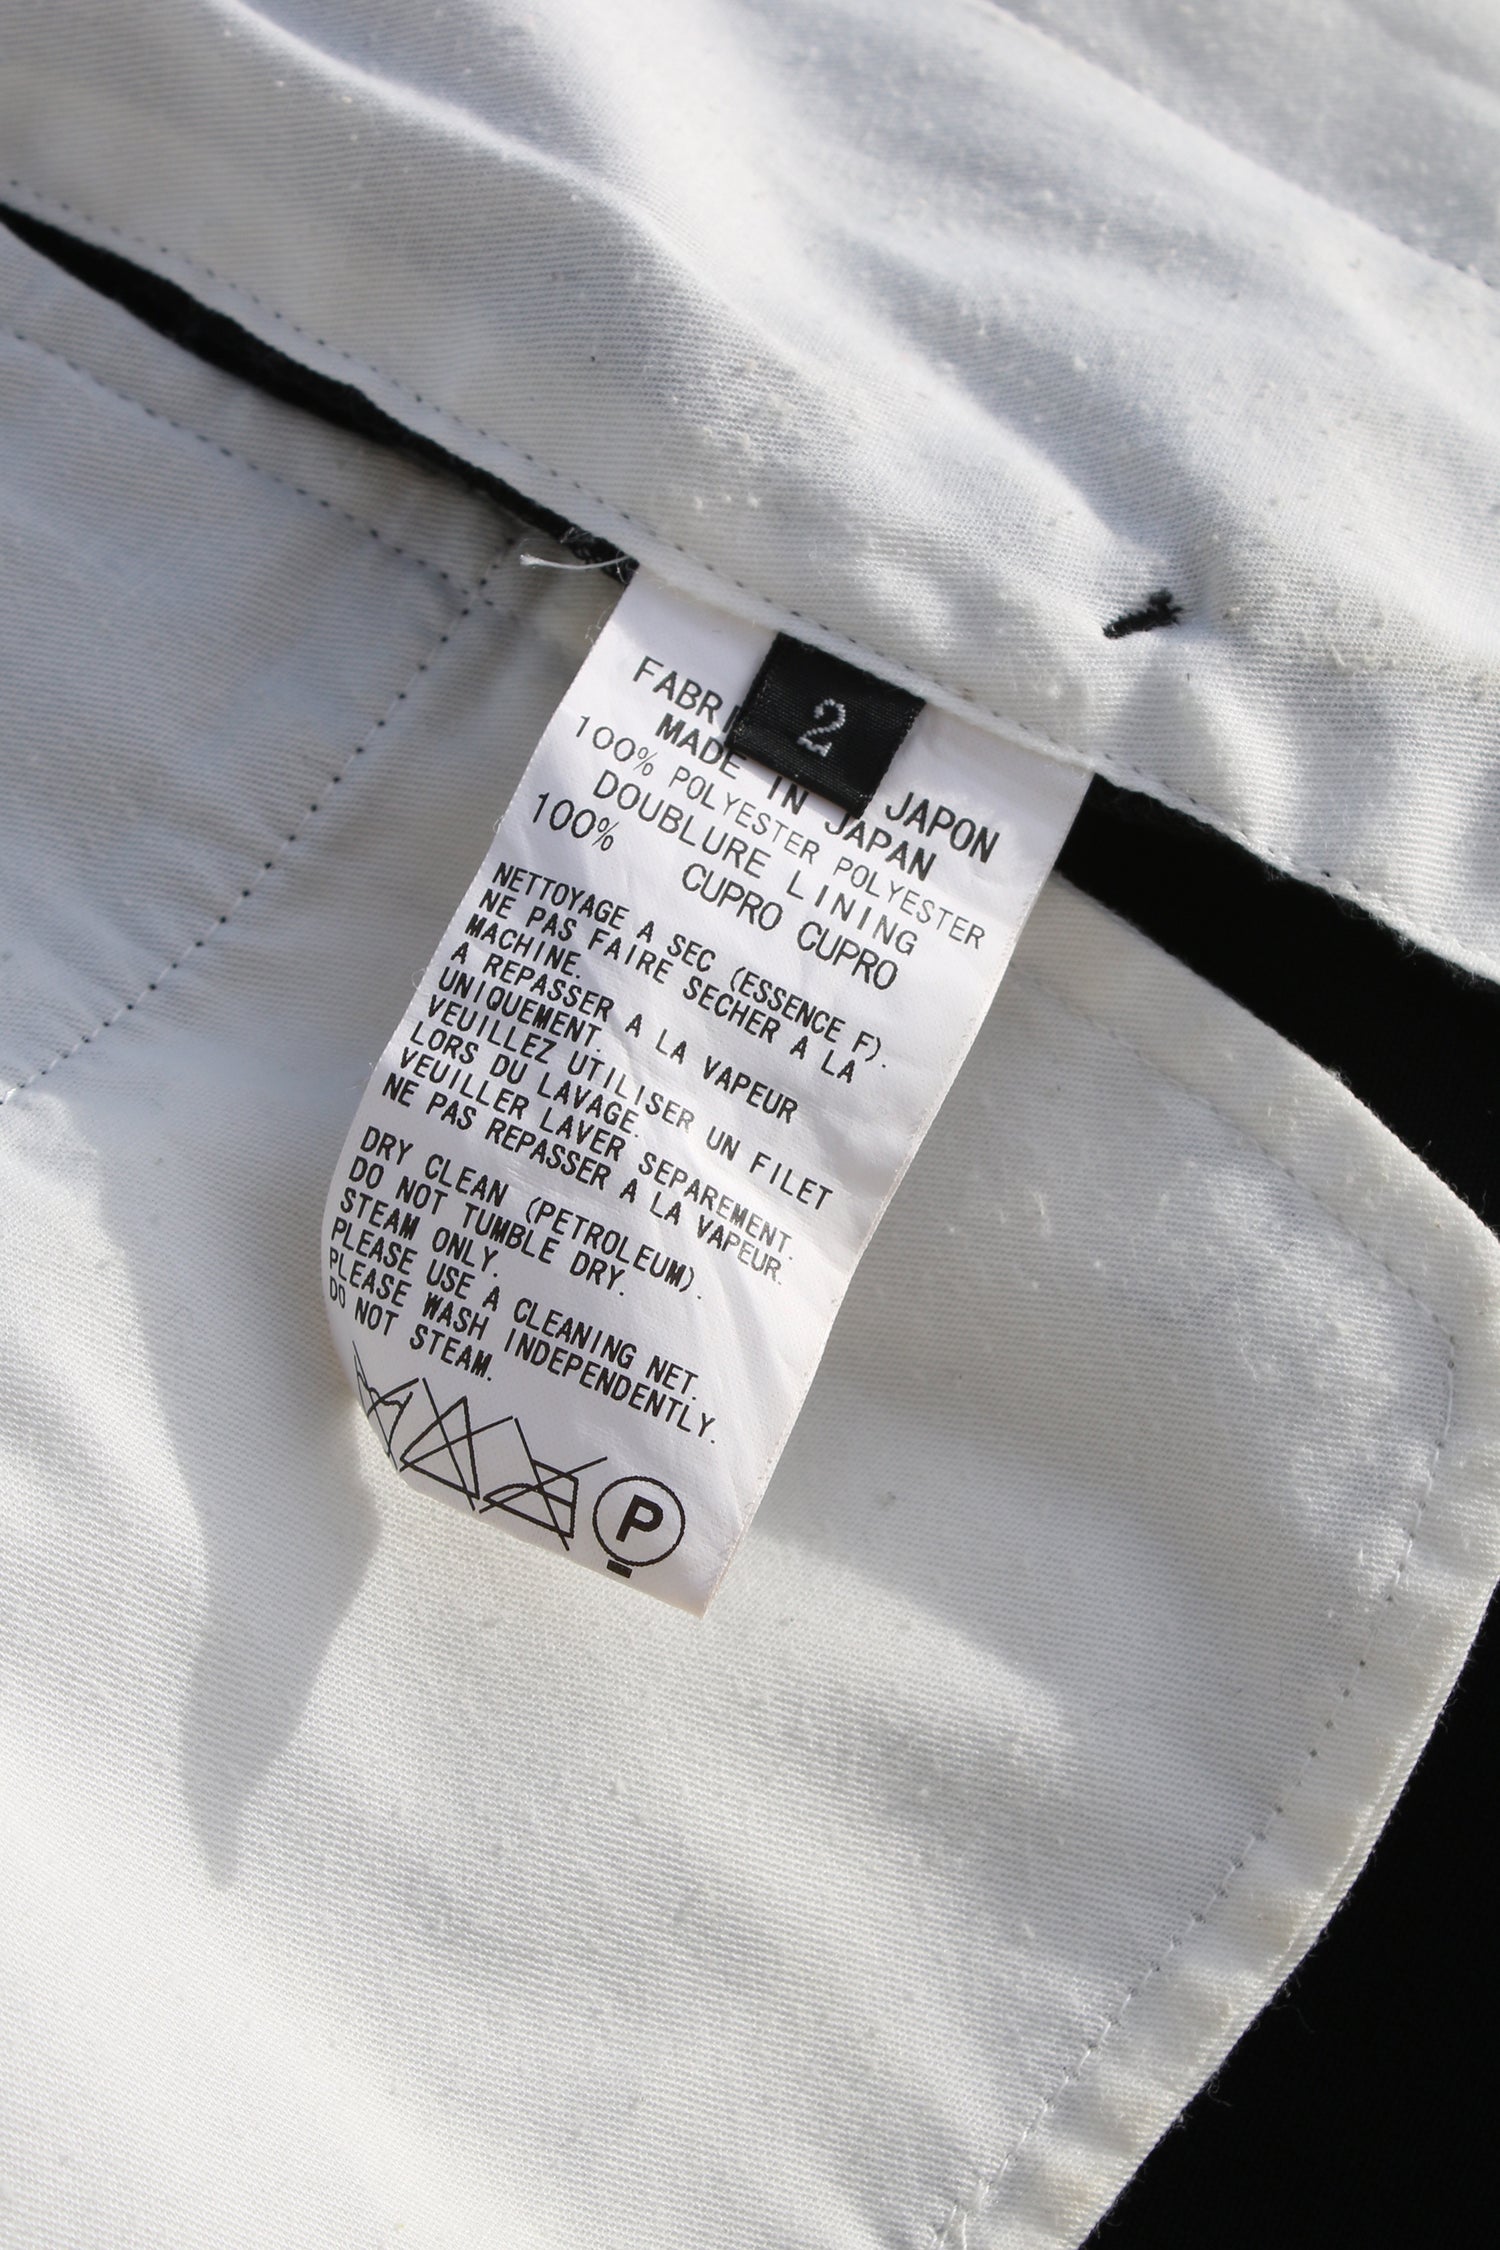 2
FABRI JAPON
MADE IN JAPAN
100% POLYESTER POLYESTER
DOUBLURE LINING
100% CUPRO CUPRO
NETTOYAGE A SEC (ESSENCE F).
NE PAS FAIRE SECHER A LA
MACHINE.
A REPASSER A LA VAPEUR
UNIQUEMENT.
VEUILLEZ UTILISER UN FILET
LORS DU LAVAGE.
VEUILLER LAVER SEPAREMENT.
NE PAS REPASSER A LA VAPEUR.
DRY CLEAN (PETROLEUM).
DO NOT TUMBLE DRY.
STEAM ONLY.
PLEASE USE A CLEANING NET.
PLEASE WASH INDEPENDENTLY.
DO NOT STEAM.
P